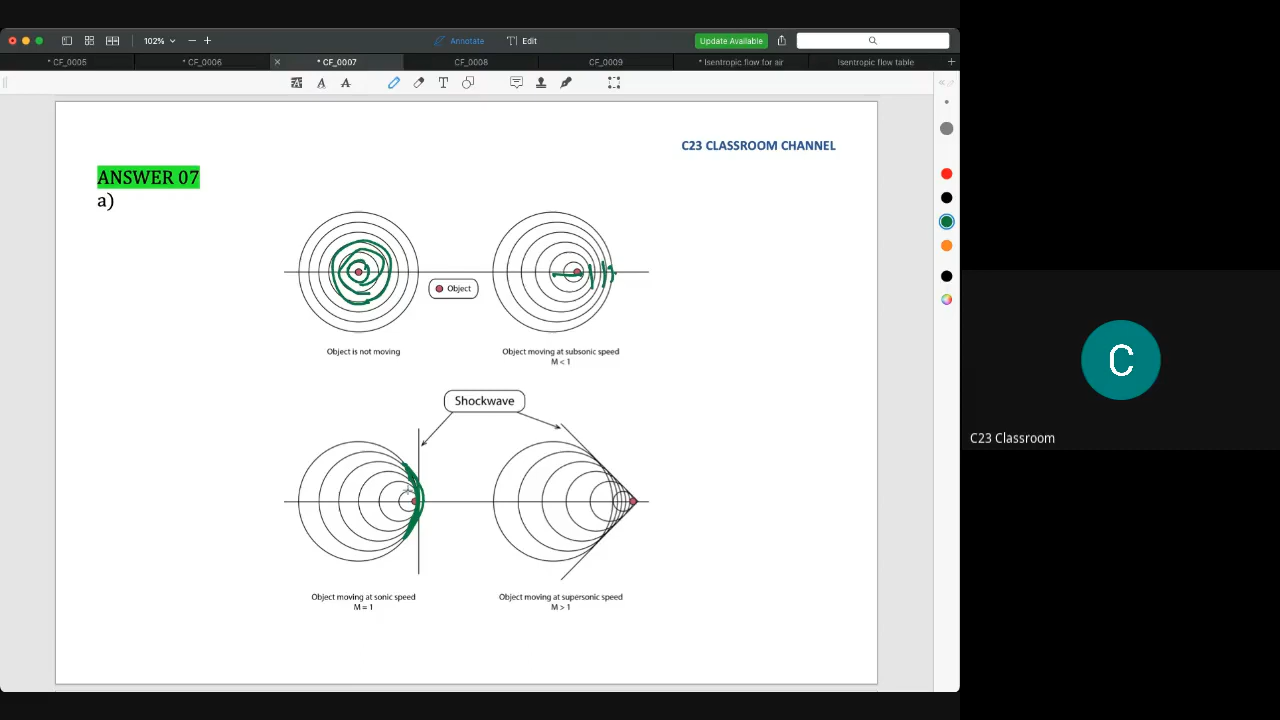 102%
Annotate
Edit
Update Available
* CF_0005
* CF_0006
* CF_0007
CF_0008
CF_0009
* Isentropic flow for air
Isentropic flow table
C23 CLASSROOM CHANNEL
ANSWER 07
a)
Object
Object is not moving
Object moving at subsonic speed
M < 1
Shockwave
Object moving at sonic speed
M = 1
Object moving at supersonic speed
M > 1
C
C23 Classroom